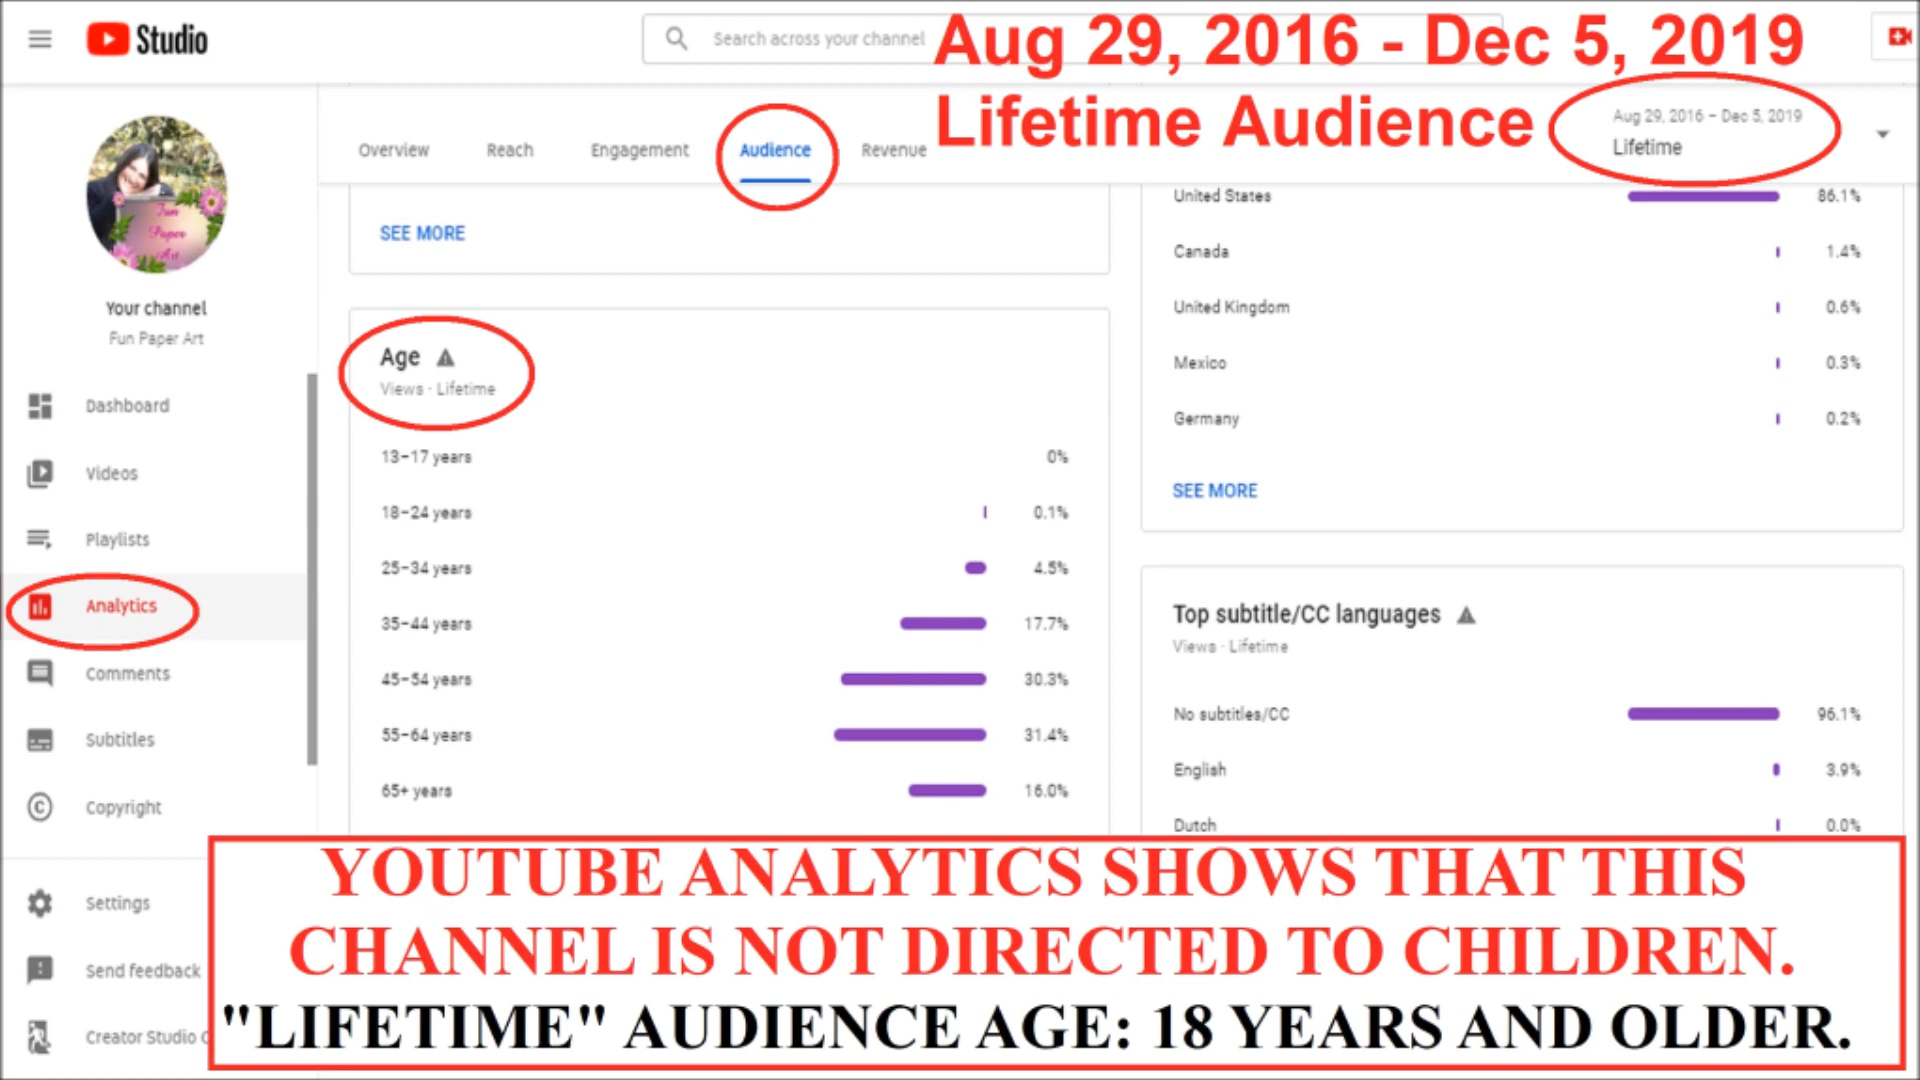 Studio
Search across your channel
Aug 29, 2016 - Dec 5, 2019
Lifetime Audience
Aug 29, 2016 – Dec 5, 2019
Lifetime
Overview
Reach
Engagement
Audience
Revenue
Fun
Paper
Art
Your channel
Fun Paper Art
Dashboard
Videos
Playlists
Analytics
Comments
Subtitles
Copyright
Settings
Send feedback
Creator Studio
SEE MORE
Age
Views · Lifetime
13–17 years 0%
18–24 years 0.1%
25–34 years 4.5%
35–44 years 17.7%
45–54 years 30.3%
55–64 years 31.4%
65+ years 16.0%
United States 86.1%
Canada 1.4%
United Kingdom 0.6%
Mexico 0.3%
Germany 0.2%
SEE MORE
Top subtitle/CC languages
Views · Lifetime
No subtitles/CC 96.1%
English 3.9%
Dutch 0.0%
YOUTUBE ANALYTICS SHOWS THAT THIS
CHANNEL IS NOT DIRECTED TO CHILDREN.
"LIFETIME" AUDIENCE AGE: 18 YEARS AND OLDER.